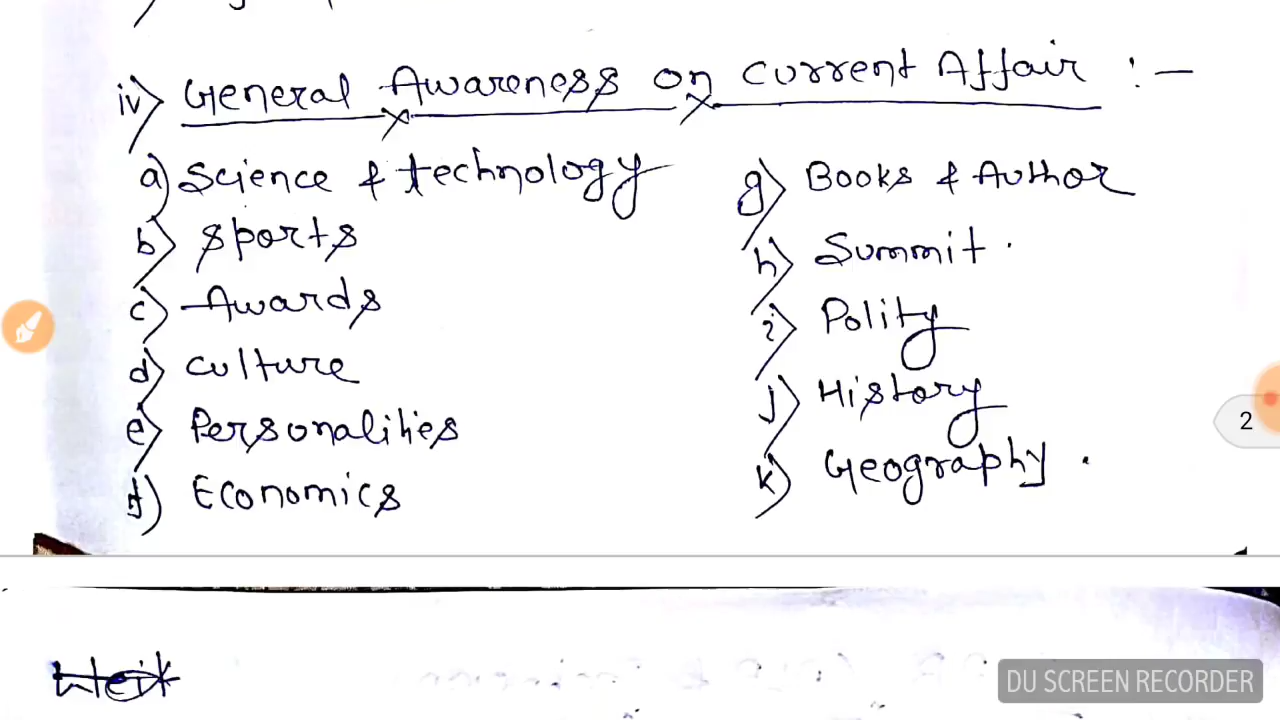 iv) General Awareness on Current Affair :-
a) Science & technology
b) Sports
c) Awards
d) Culture
e) Personalities
f) Economics
g) Books & Author
h) Summit.
i) Polity
j) History
k) Geography.
2
DU SCREEN RECORDER